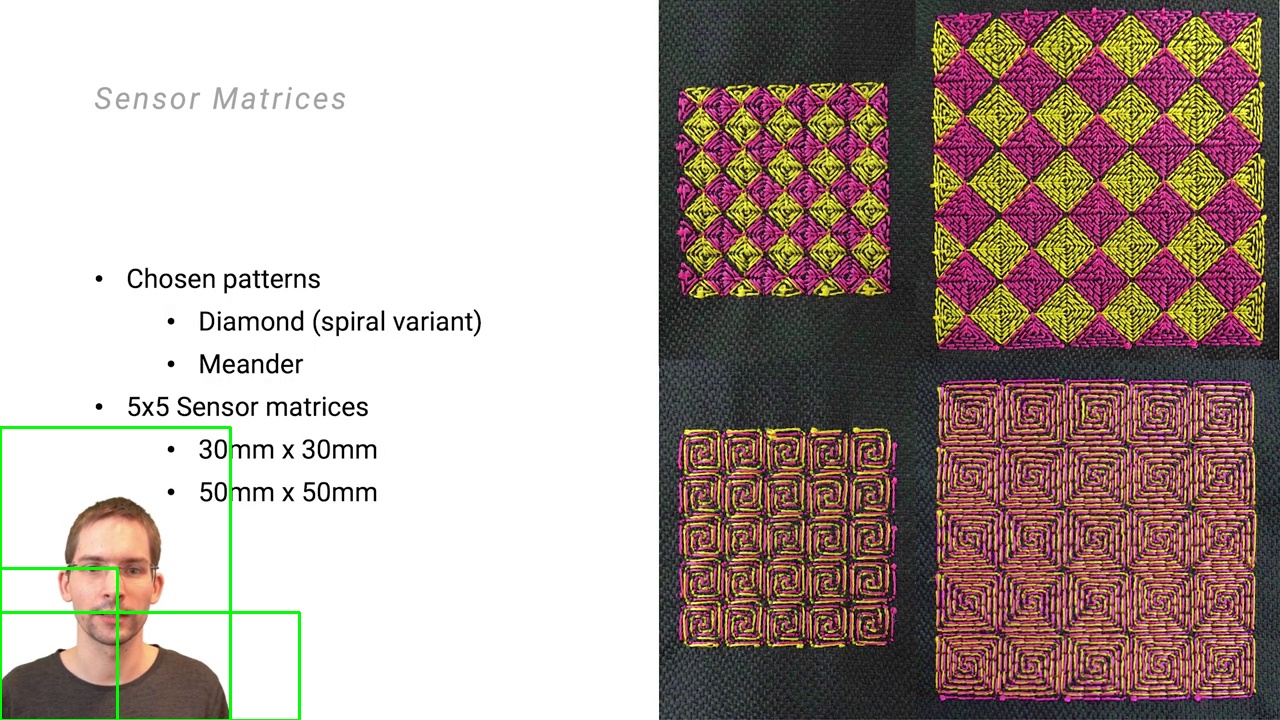 Sensor Matrices
• Chosen patterns
• Diamond (spiral variant)
• Meander
• 5x5 Sensor matrices
• 30mm x 30mm
• 50mm x 50mm